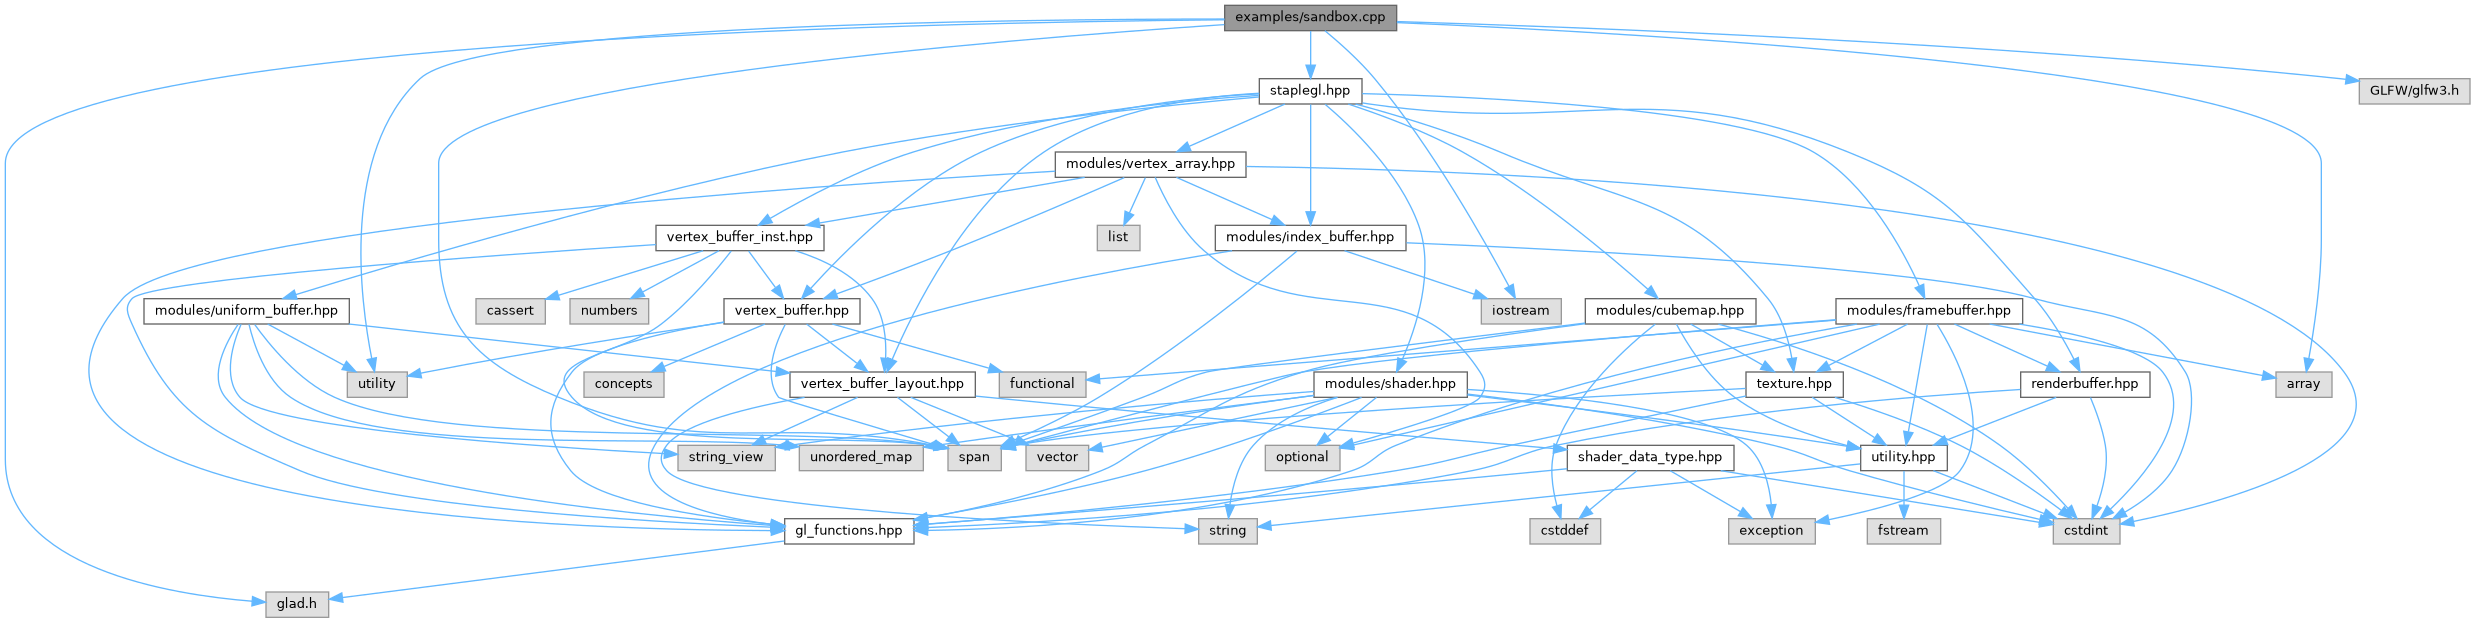 examples/sandbox.cpp
staplegl.hpp
GLFW/glfw3.h
modules/vertex_array.hpp
vertex_buffer_inst.hpp
list
modules/index_buffer.hpp
modules/uniform_buffer.hpp
cassert
numbers
vertex_buffer.hpp
iostream
modules/cubemap.hpp
modules/framebuffer.hpp
utility
concepts
vertex_buffer_layout.hpp
functional
modules/shader.hpp
texture.hpp
renderbuffer.hpp
array
string_view
unordered_map
span
vector
optional
shader_data_type.hpp
utility.hpp
gl_functions.hpp
string
cstddef
exception
fstream
cstdint
glad.h